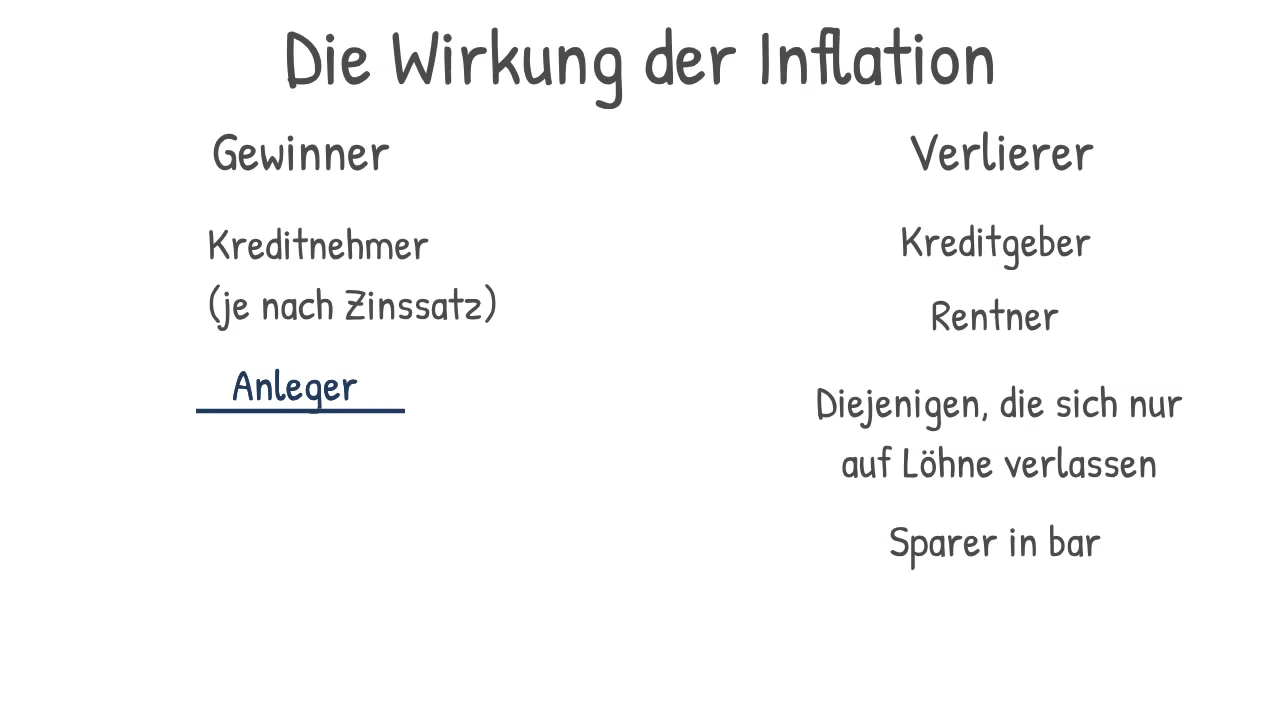 Die Wirkung der Inflation
Gewinner
Kreditnehmer
(je nach Zinssatz)
Anleger
Verlierer
Kreditgeber
Rentner
Diejenigen, die sich nur
auf Löhne verlassen
Sparer in bar